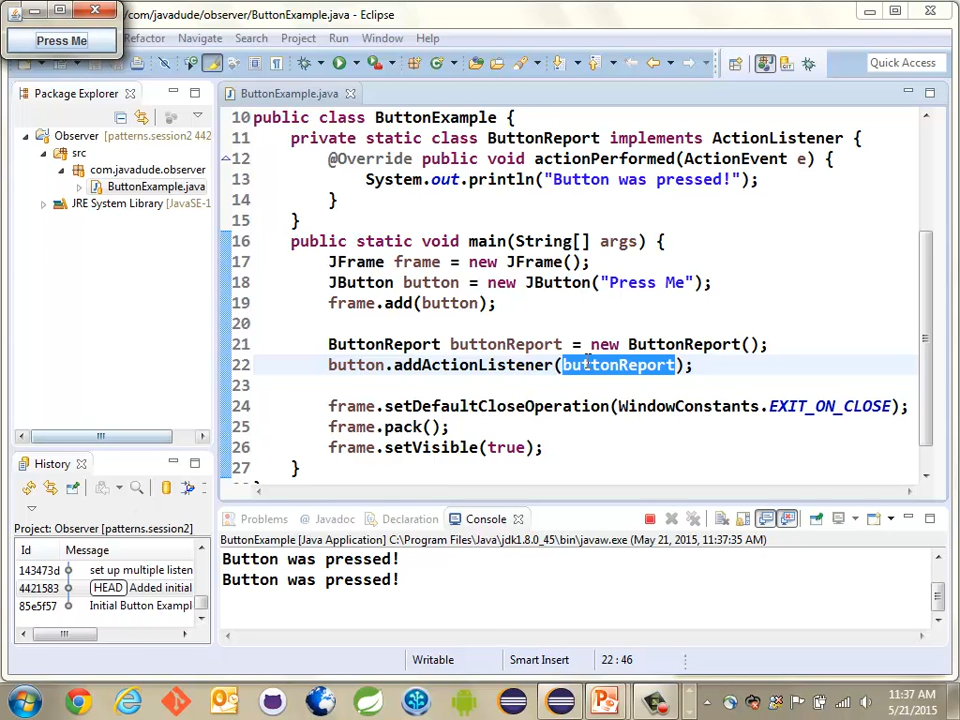 /com/javadude/observer/ButtonExample.java - Eclipse
Press Me
Refactor Navigate Search Project Run Window Help
Quick Access
Package Explorer
ButtonExample.java
Observer [patterns.session2 442
src
com.javadude.observer
ButtonExample.java
JRE System Library [JavaSE-1
10 public class ButtonExample {
11 private static class ButtonReport implements ActionListener {
12 @Override public void actionPerformed(ActionEvent e) {
13 System.out.println("Button was pressed!");
14 }
15 }
16 public static void main(String[] args) {
17 JFrame frame = new JFrame();
18 JButton button = new JButton("Press Me");
19 frame.add(button);
20
21 ButtonReport buttonReport = new ButtonReport();
22 button.addActionListener(buttonReport);
23
24 frame.setDefaultCloseOperation(WindowConstants.EXIT_ON_CLOSE);
25 frame.pack();
26 frame.setVisible(true);
27 }
History
Project: Observer [patterns.session2]
Id Message
143473d set up multiple listen
4421583 HEAD Added initial
85e5f57 Initial Button Exampl
Problems @ Javadoc Declaration Console
ButtonExample [Java Application] C:\Program Files\Java\jdk1.8.0_45\bin\javaw.exe (May 21, 2015, 11:37:35 AM)
Button was pressed!
Button was pressed!
Writable Smart Insert 22 : 46
11:37 AM
5/21/2015